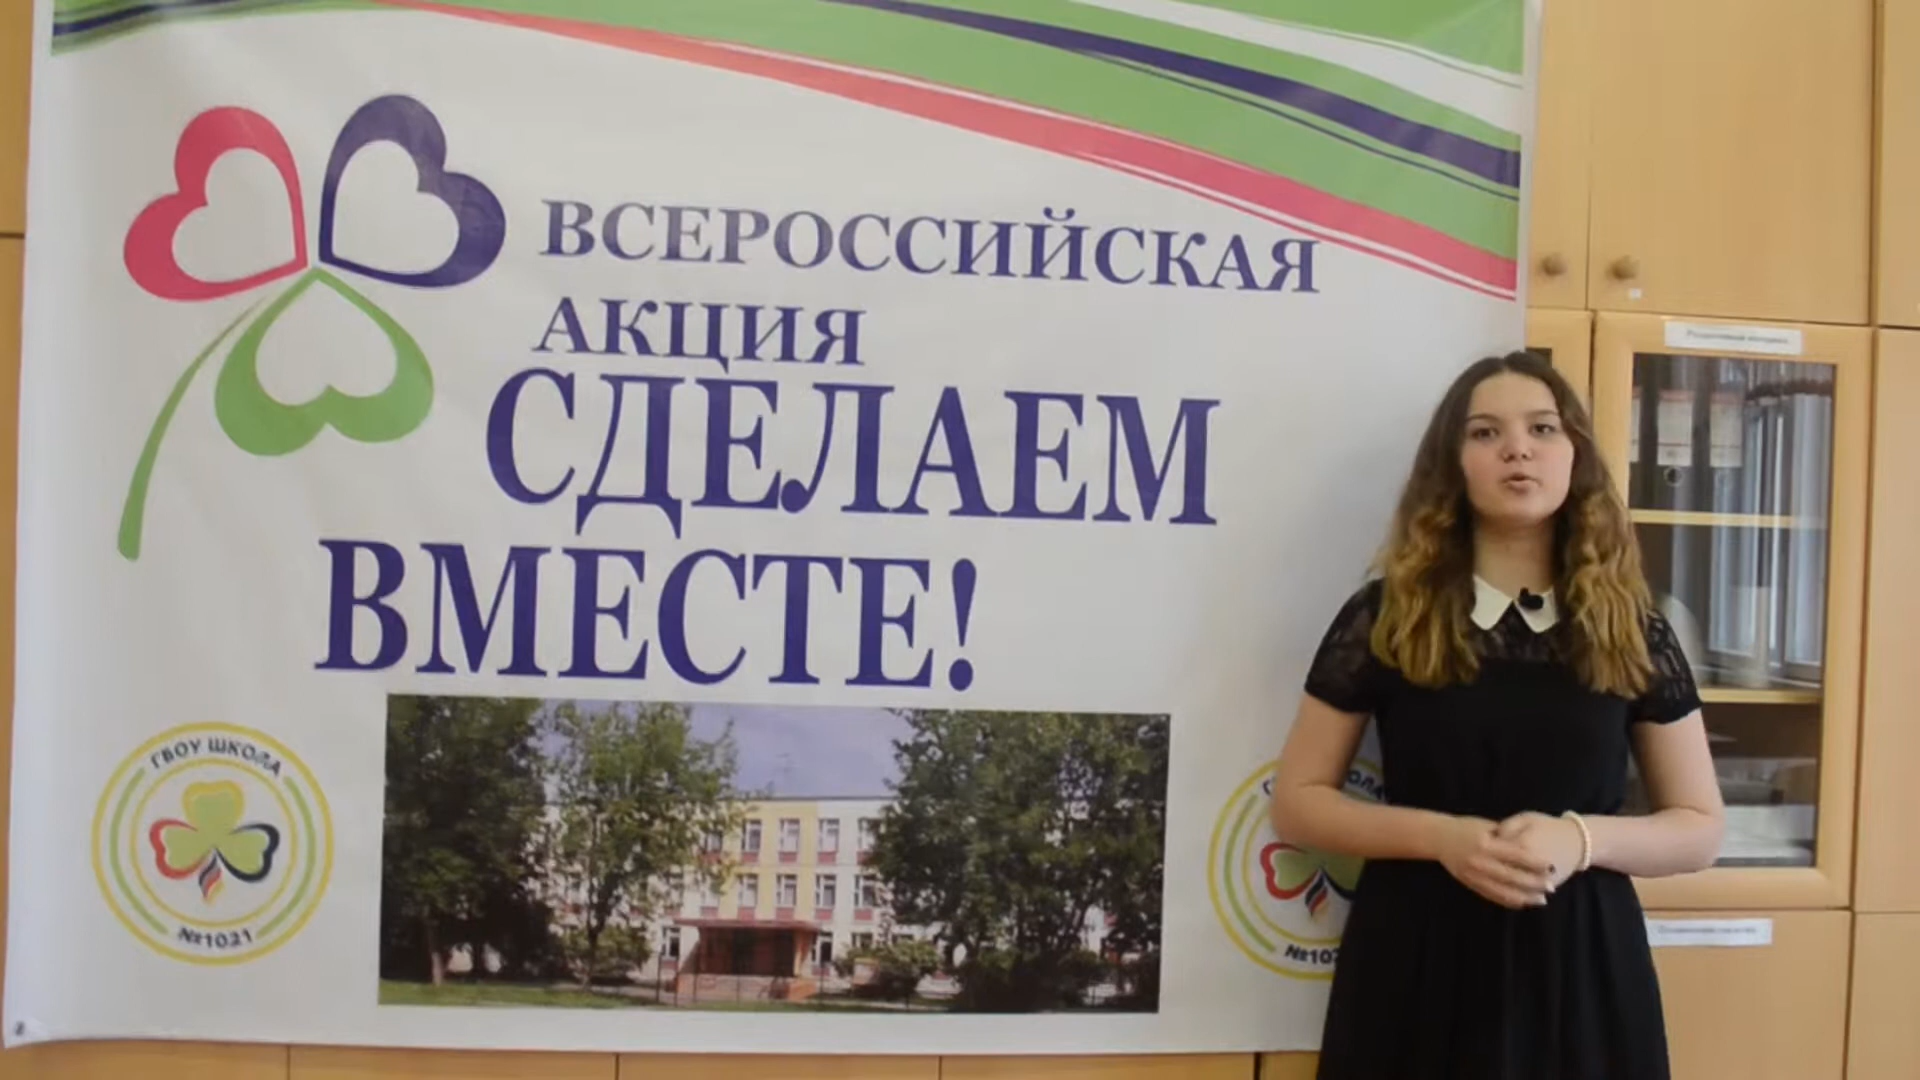 ВСЕРОССИЙСКАЯ
АКЦИЯ
СДЕЛАЕМ
ВМЕСТЕ!
ГБОУ ШКОЛА
№1021